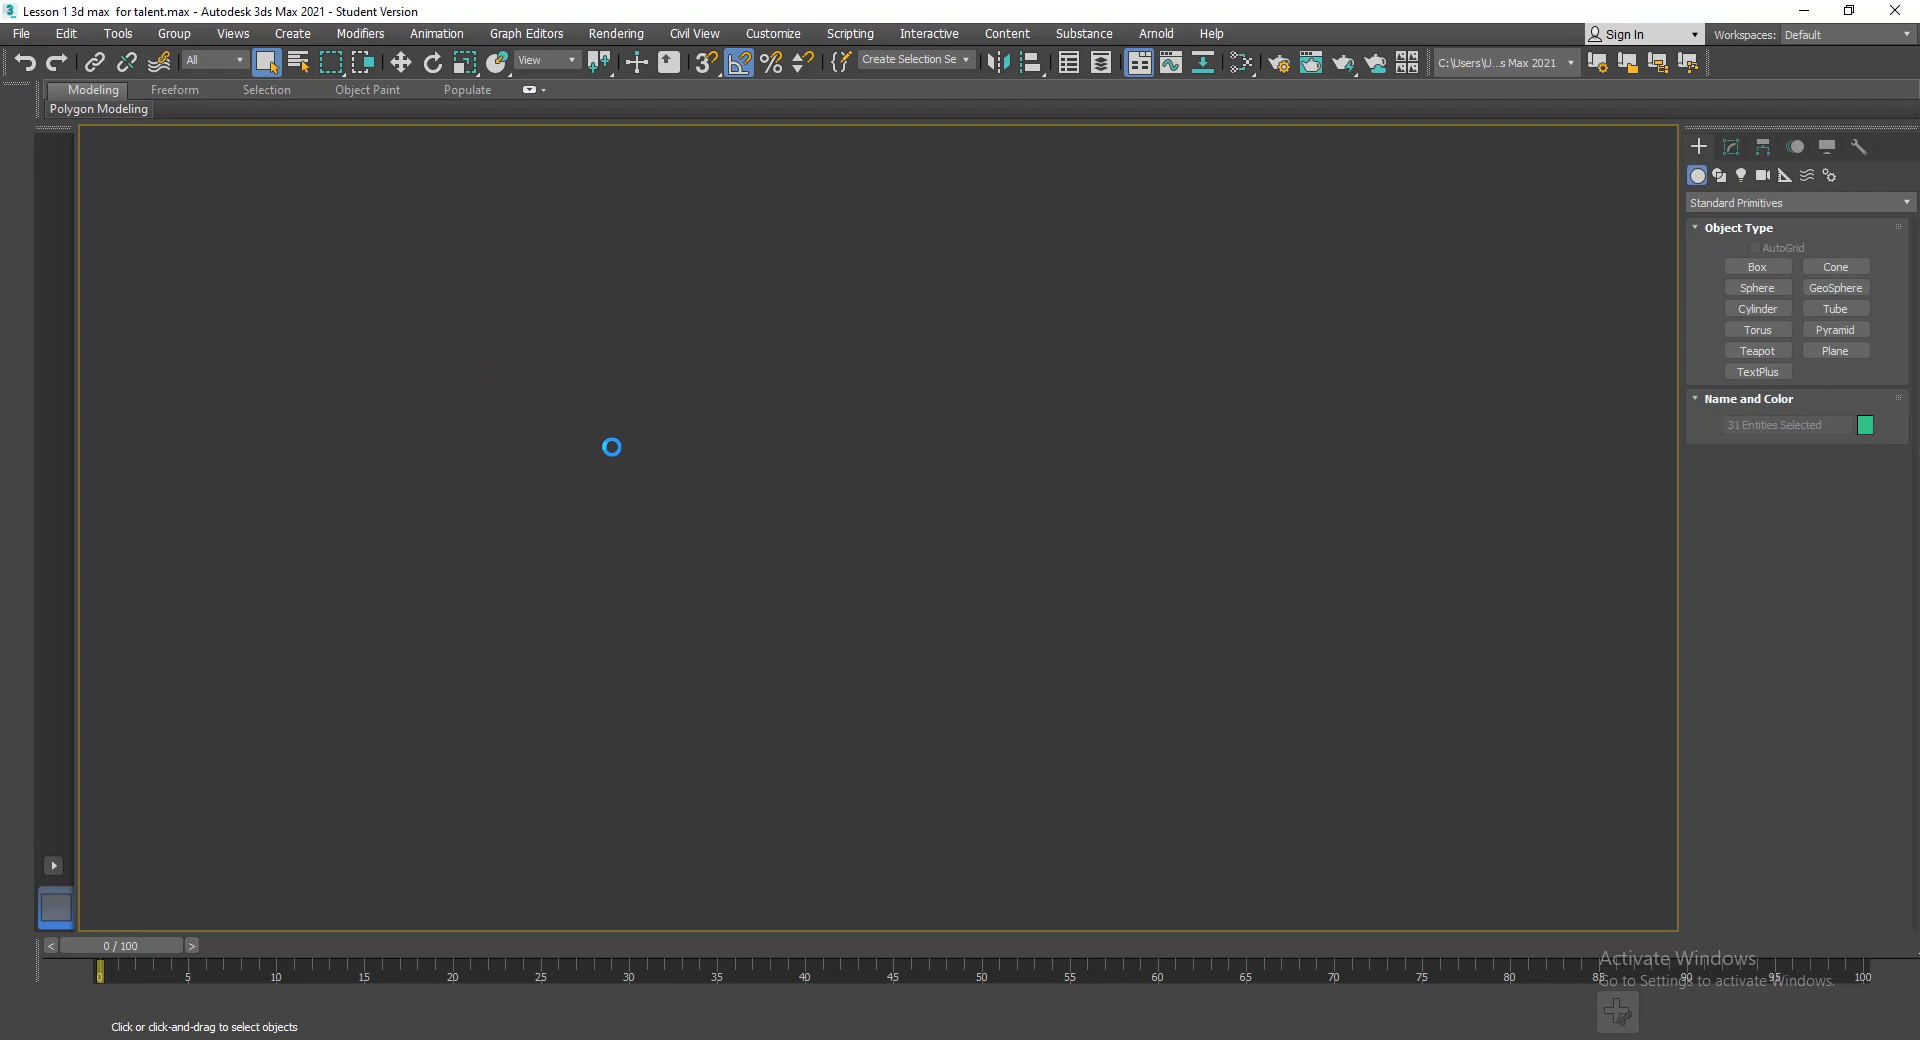 Lesson 1 3d max  for talent.max - Autodesk 3ds Max 2021 - Student Version
File Edit Tools Group Views Create Modifiers Animation Graph Editors Rendering Civil View Customize Scripting Interactive Content Substance Arnold Help Sign In Workspaces: Default
All View Create Selection Se C:\Users\U...s Max 2021
Modeling Freeform Selection Object Paint Populate
Polygon Modeling
Standard Primitives
Object Type
AutoGrid
Box Cone
Sphere GeoSphere
Cylinder Tube
Torus Pyramid
Teapot Plane
TextPlus
Name and Color
31 Entities Selected
< 0 / 100 >
0 5 10 15 20 25 30 35 40 45 50 55 60 65 70 75 80 85 90 95 100
Activate Windows
Go to Settings to activate Windows.
Click or click-and-drag to select objects